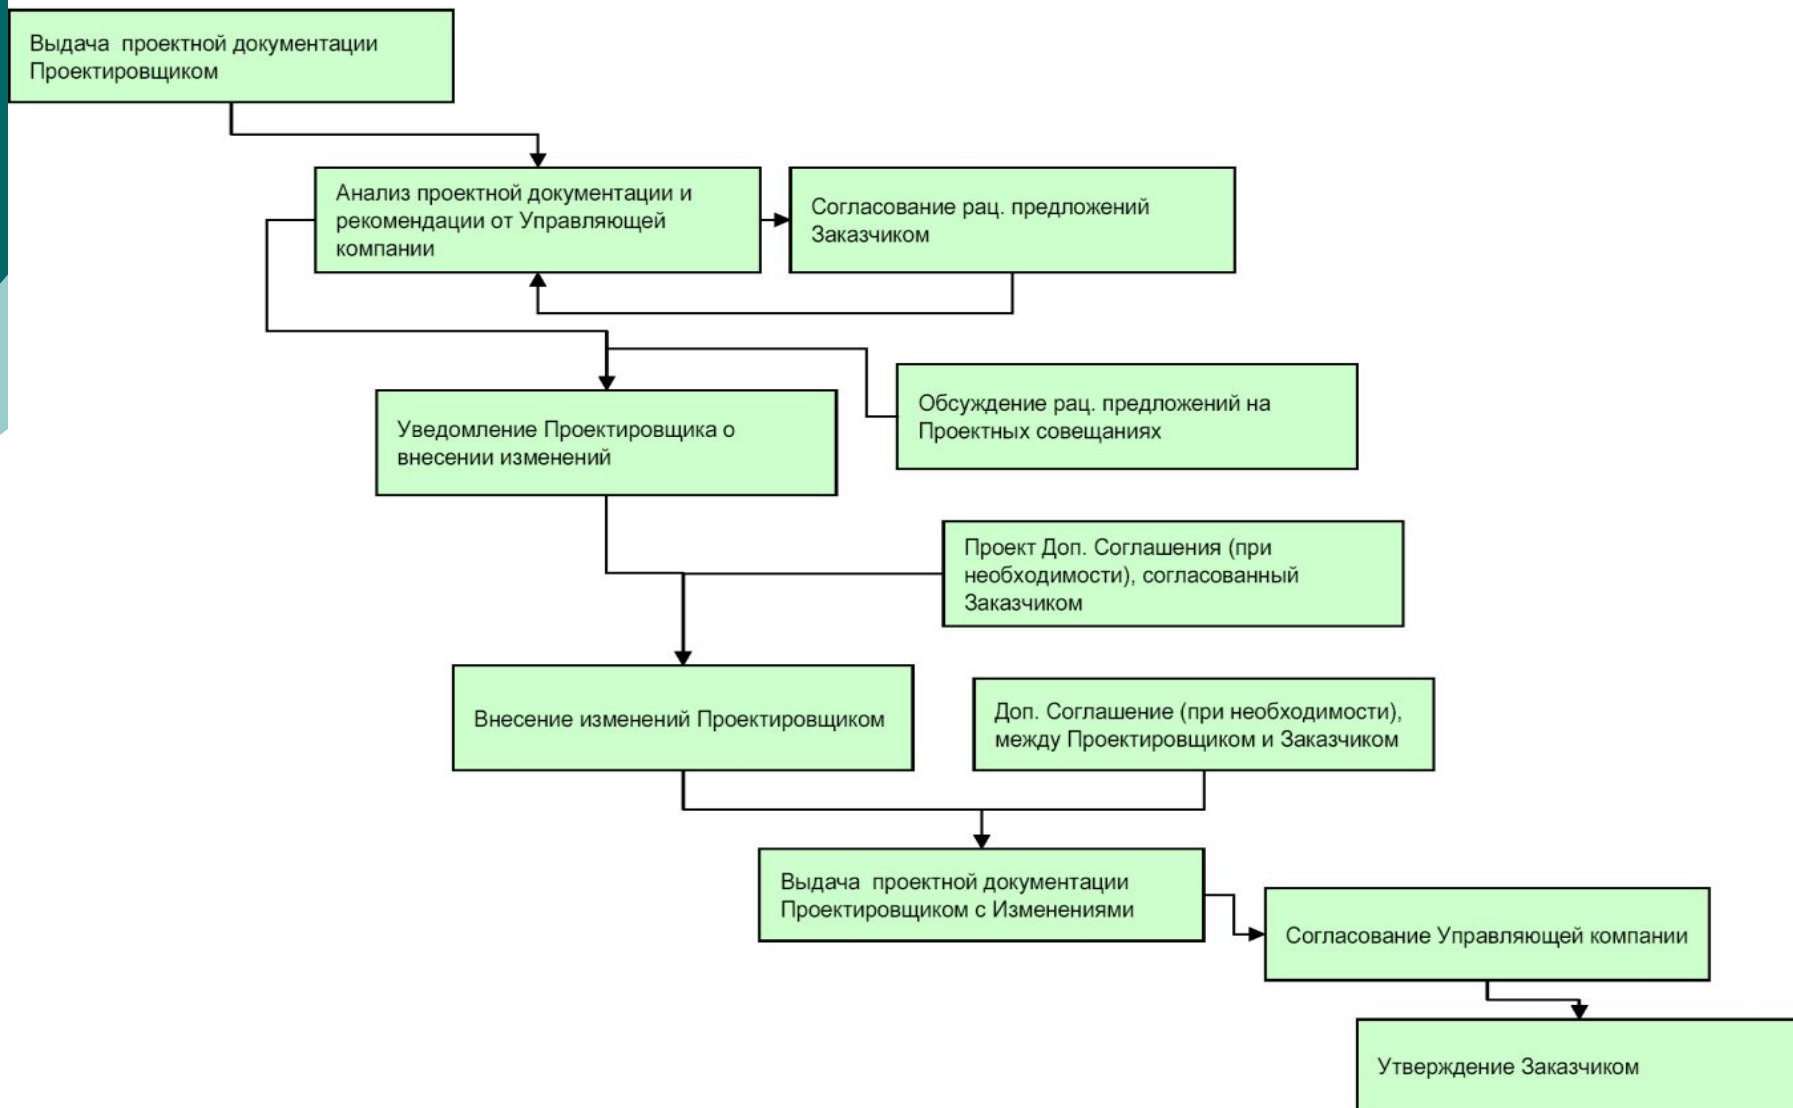 Выдача проектной документации
Проектировщиком
Анализ проектной документации и
рекомендации от Управляющей
компании
Согласование рац. предложений
Заказчиком
Обсуждение рац. предложений на
Проектных совещаниях
Уведомление Проектировщика о
внесении изменений
Проект Доп. Соглашения (при
необходимости), согласованный
Заказчиком
Внесение изменений Проектировщиком
Доп. Соглашение (при необходимости),
между Проектировщиком и Заказчиком
Выдача проектной документации
Проектировщиком с Изменениями
Согласование Управляющей компании
Утверждение Заказчиком